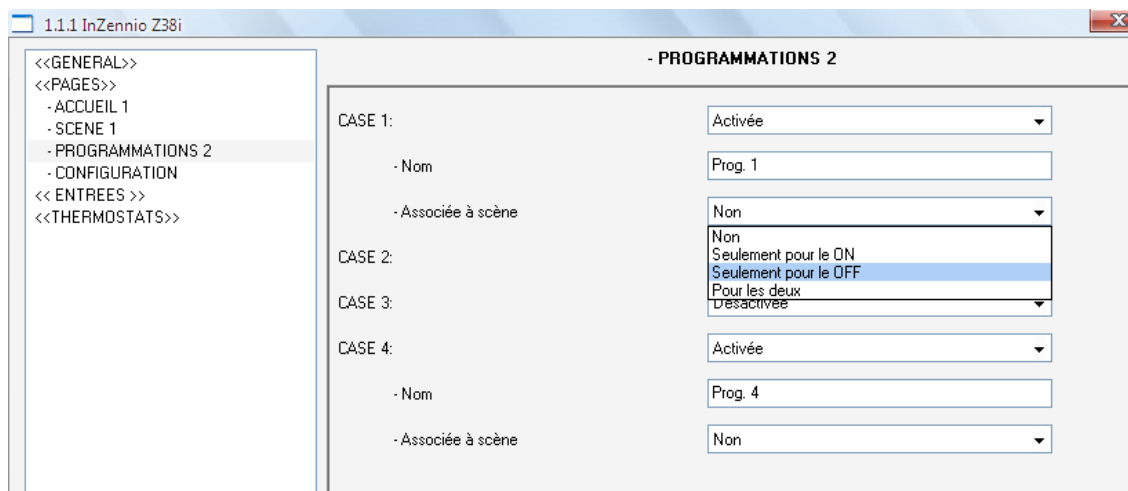 1.1.1 InZennio Z38i
<<GENERAL>>
<<PAGES>>
- ACCUEIL 1
- SCENE 1
- PROGRAMMATIONS 2
- CONFIGURATION
<< ENTREES >>
<<THERMOSTATS>>
- PROGRAMMATIONS 2
CASE 1: Activée
- Nom Prog. 1
- Associée à scène Non
Non
Seulement pour le ON
CASE 2:
Seulement pour le OFF
Pour les deux
CASE 3: Désactivée
CASE 4: Activée
- Nom Prog. 4
- Associée à scène Non